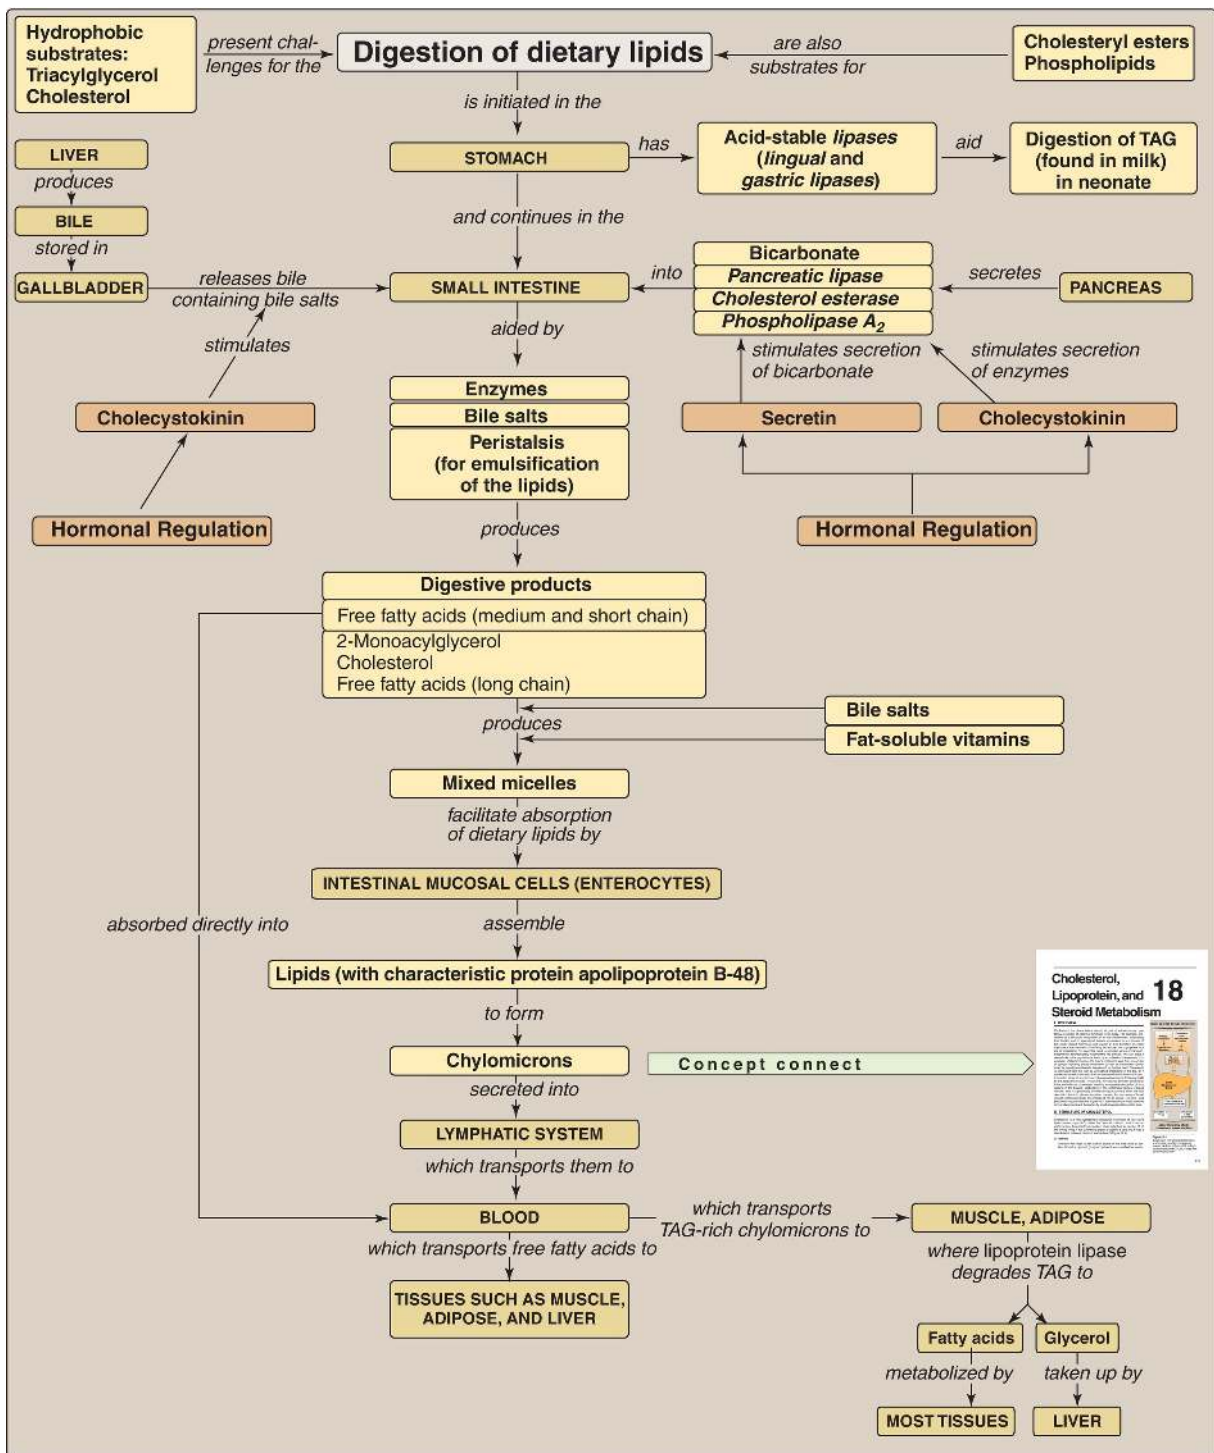 Hydrophobic
substrates:
Triacylglycerol
Cholesterol
present chal-
lenges for the
Digestion of dietary lipids
are also
substrates for
Cholesteryl esters
Phospholipids
is initiated in the
LIVER
produces
BILE
stored in
GALLBLADDER
STOMACH
has
Acid-stable lipases
(lingual and
gastric lipases)
aid
Digestion of TAG
(found in milk)
in neonate
and continues in the
releases bile
containing bile salts
SMALL INTESTINE
into
Bicarbonate
Pancreatic lipase
Cholesterol esterase
Phospholipase A2
secretes
PANCREAS
stimulates
Cholecystokinin
Hormonal Regulation
aided by
Enzymes
Bile salts
Peristalsis
(for emulsification
of the lipids)
stimulates secretion
of bicarbonate
stimulates secretion
of enzymes
Secretin
Cholecystokinin
Hormonal Regulation
produces
Digestive products
Free fatty acids (medium and short chain)
2-Monoacylglycerol
Cholesterol
Free fatty acids (long chain)
produces
Bile salts
Fat-soluble vitamins
Mixed micelles
facilitate absorption
of dietary lipids by
INTESTINAL MUCOSAL CELLS (ENTEROCYTES)
absorbed directly into
assemble
Lipids (with characteristic protein apolipoprotein B-48)
to form
Chylomicrons
Concept connect
Cholesterol,
Lipoprotein, and
Steroid Metabolism
18
secreted into
LYMPHATIC SYSTEM
which transports them to
BLOOD
which transports
TAG-rich chylomicrons to
MUSCLE, ADIPOSE
which transports free fatty acids to
TISSUES SUCH AS MUSCLE,
ADIPOSE, AND LIVER
where lipoprotein lipase
degrades TAG to
Fatty acids
Glycerol
metabolized by
taken up by
MOST TISSUES
LIVER